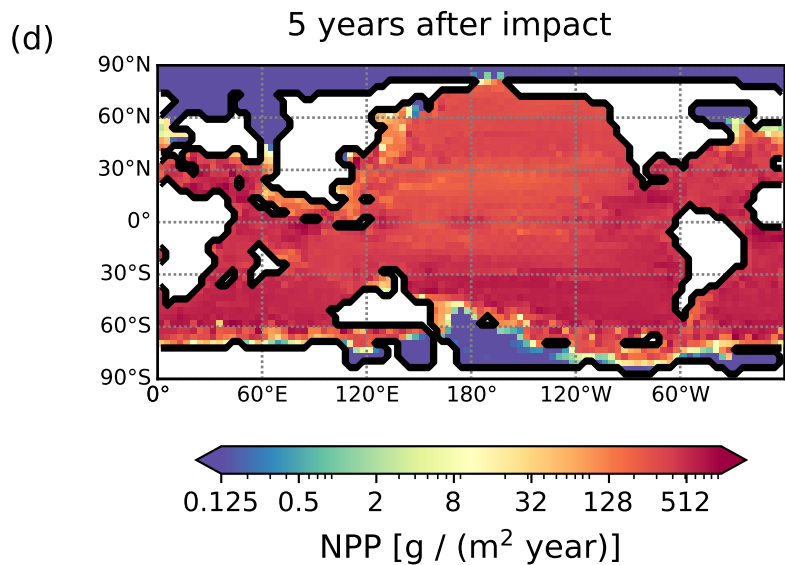 (d)
5 years after impact
90°N
60°N
30°N
0°
30°S
60°S
90°S
0° 60°E 120°E 180° 120°W 60°W
0.125 0.5 2 8 32 128 512
NPP [g / (m² year)]